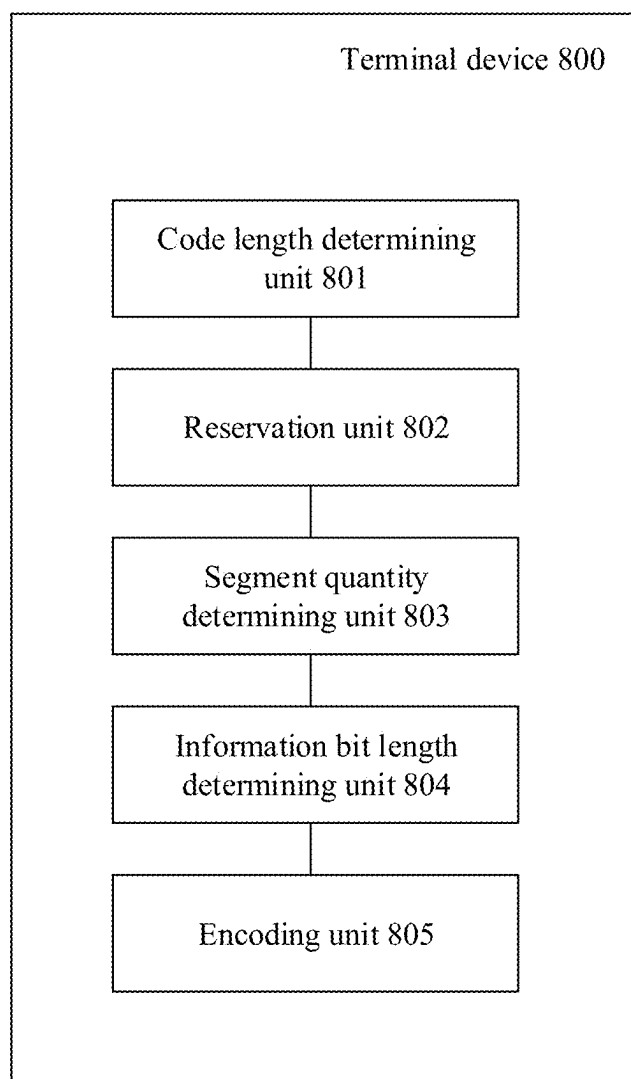 Terminal device 800
Code length determining
unit 801
Reservation unit 802
Segment quantity
determining unit 803
Information bit length
determining unit 804
Encoding unit 805